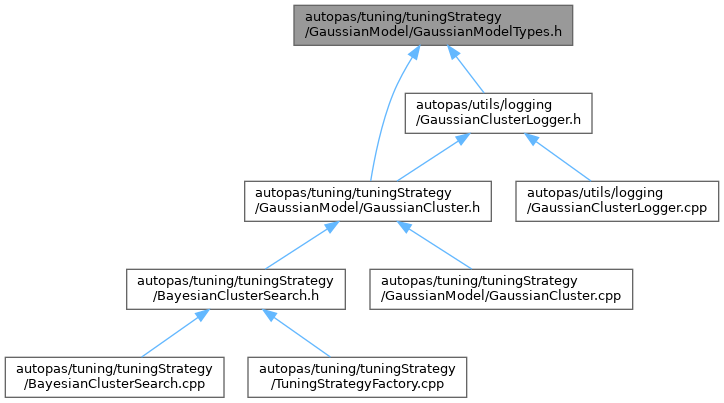 autopas/tuning/tuningStrategy
/GaussianModel/GaussianModelTypes.h
autopas/utils/logging
/GaussianClusterLogger.h
autopas/tuning/tuningStrategy
/GaussianModel/GaussianCluster.h
autopas/utils/logging
/GaussianClusterLogger.cpp
autopas/tuning/tuningStrategy
/BayesianClusterSearch.h
autopas/tuning/tuningStrategy
/GaussianModel/GaussianCluster.cpp
autopas/tuning/tuningStrategy
/BayesianClusterSearch.cpp
autopas/tuning/tuningStrategy
/TuningStrategyFactory.cpp